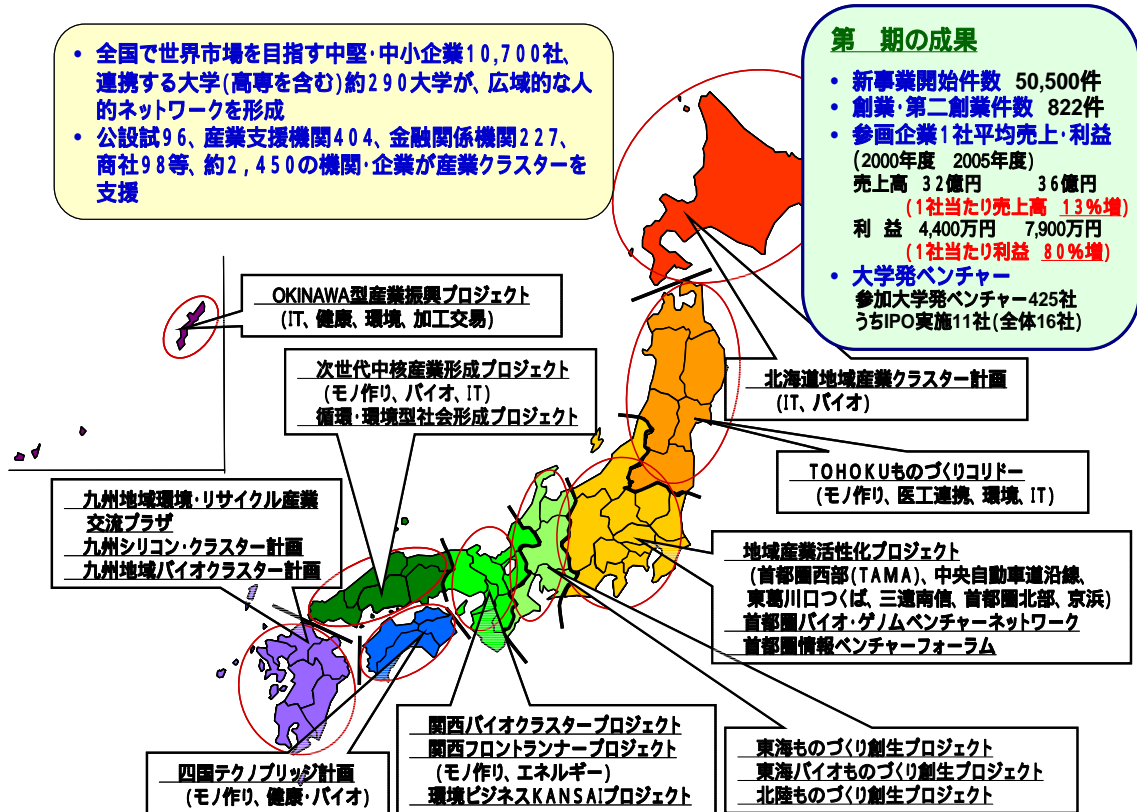 • 全国で世界市場を目指す中堅・中小企業10,700社、
連携する大学(高専を含む)約290大学が、広域的な人
的ネットワークを形成
• 公設試96、産業支援機関404、金融関係機関227、
商社98等、約2,450の機関・企業が産業クラスターを
支援
第　期の成果
• 新事業開始件数 50,500件
• 創業・第二創業件数 822件
• 参画企業1社平均売上・利益
(2000年度　2005年度)
売上高 32億円　　36億円
(1社当たり売上高 13%増)
利 益 4,400万円　7,900万円
(1社当たり利益 80%増)
• 大学発ベンチャー
参加大学発ベンチャー425社
うちIPO実施11社(全体16社)
OKINAWA型産業振興プロジェクト
(IT、健康、環境、加工交易)
次世代中核産業形成プロジェクト
(モノ作り、バイオ、IT)
循環・環境型社会形成プロジェクト
北海道地域産業クラスター計画
(IT、バイオ)
TOHOKUものづくりコリドー
(モノ作り、医工連携、環境、IT)
九州地域環境・リサイクル産業
交流プラザ
九州シリコン・クラスター計画
九州地域バイオクラスター計画
地域産業活性化プロジェクト
(首都圏西部(TAMA)、中央自動車道沿線、
東葛川口つくば、三遠南信、首都圏北部、京浜)
首都圏バイオ・ゲノムベンチャーネットワーク
首都圏情報ベンチャーフォーラム
四国テクノブリッジ計画
(モノ作り、健康・バイオ)
関西バイオクラスタープロジェクト
関西フロントランナープロジェクト
(モノ作り、エネルギー)
環境ビジネスKANSAIプロジェクト
東海ものづくり創生プロジェクト
東海バイオものづくり創生プロジェクト
北陸ものづくり創生プロジェクト